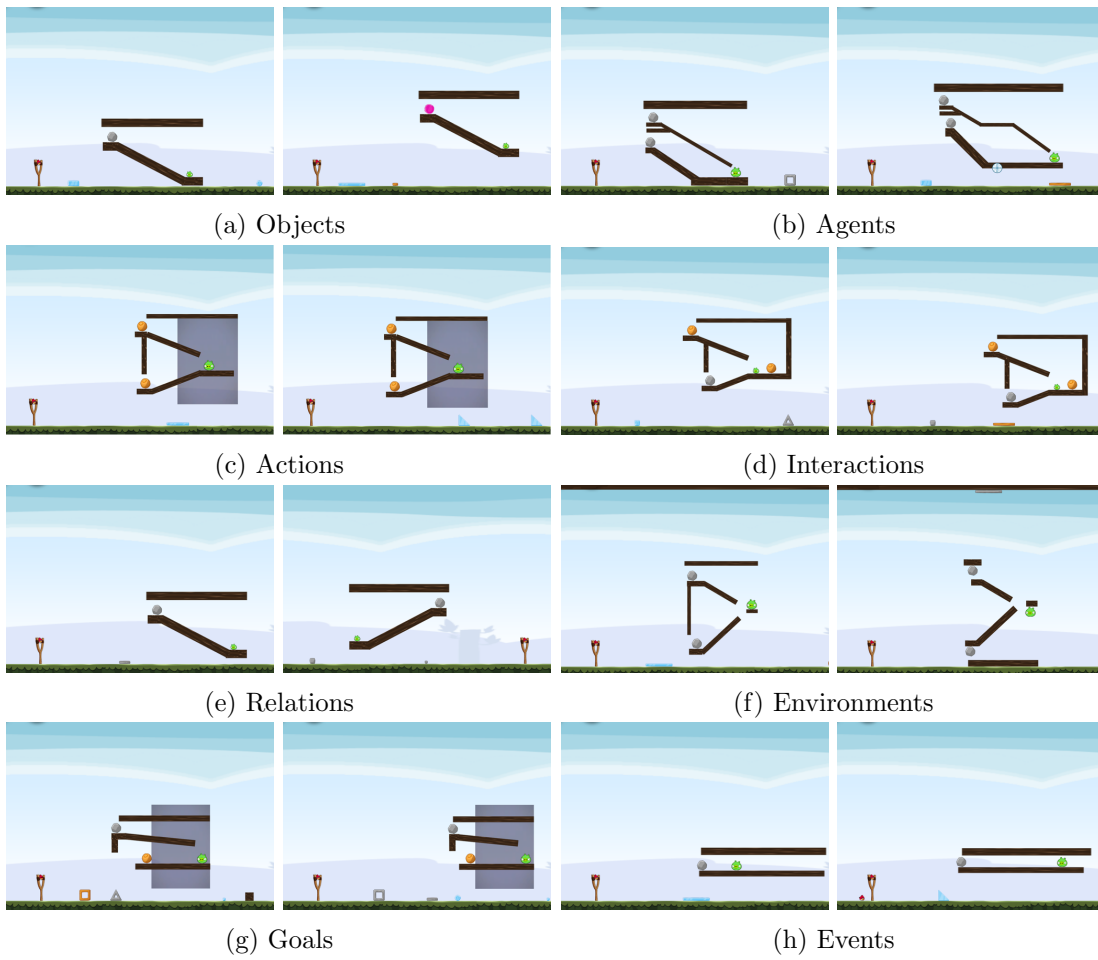 (a) Objects
(b) Agents
(c) Actions
(d) Interactions
(e) Relations
(f) Environments
(g) Goals
(h) Events